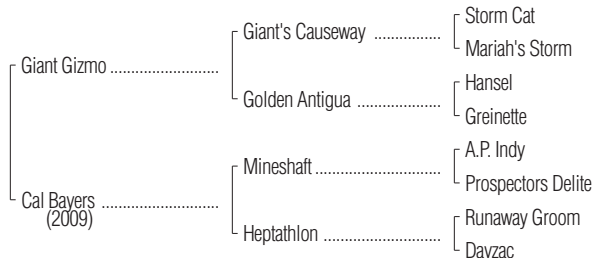 Storm Cat
Giant's Causeway
Mariah's Storm
Giant Gizmo
Hansel
Golden Antigua
Greinette
A.P. Indy
Mineshaft
Prospectors Delite
Cal Bayers
(2009)
Runaway Groom
Heptathlon
Davzac